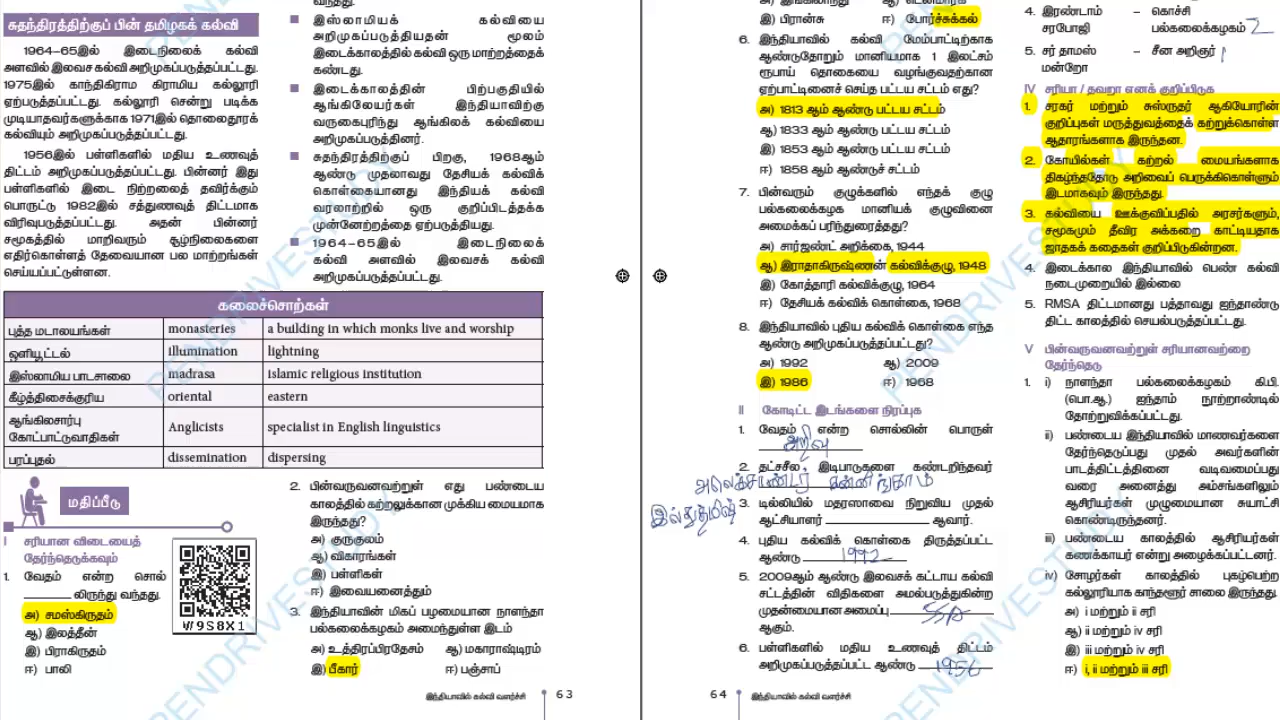 வந்தது.
சுதந்திரத்திற்குப் பின் தமிழகக் கல்வி
1964-65இல் இடைநிலைக் கல்வி
அளவில் இலவச கல்வி அறிமுகப்படுத்தப்பட்டது.
1975இல் காந்திகிராம கிராமிய கல்லூரி
ஏற்படுத்தப்பட்டது. கல்லூரி சென்று படிக்க
முடியாதவர்களுக்காக 1971இல் தொலைதூரக்
கல்வியும் அறிமுகப்படுத்தப்பட்டது.
1956இல் பள்ளிகளில் மதிய உணவுத்
திட்டம் அறிமுகப்படுத்தப்பட்டது. பின்னர் இது
பள்ளிகளில் இடை நிற்றலைத் தவிர்க்கும்
பொருட்டு 1982இல் சத்துணவுத் திட்டமாக
விரிவுபடுத்தப்பட்டது. அதன் பின்னர்
சமூகத்தில் மாறிவரும் சூழ்நிலைகளை
எதிர்கொள்ளத் தேவையான பல மாற்றங்கள்
செய்யப்பட்டுள்ளன.
■ இஸ்லாமியக் கல்வியை
அறிமுகப்படுத்தியதன் மூலம்
இடைக்காலத்தில் கல்வி ஒரு மாற்றத்தைக்
கண்டது.
■ இடைக்காலத்தின் பிற்பகுதியில்
ஆங்கிலேயர்கள் இந்தியாவிற்கு
வருகைபுரிந்து ஆங்கிலக் கல்வியை
அறிமுகப்படுத்தினர்.
■ சுதந்திரத்திற்குப் பிறகு, 1968ஆம்
ஆண்டு முதலாவது தேசியக் கல்விக்
கொள்கையானது இந்தியக் கல்வி
வரலாற்றில் ஒரு குறிப்பிடத்தக்க
முன்னேற்றத்தை ஏற்படுத்தியது.
■ 1964-65இல் இடைநிலைக்
கல்வி அளவில் இலவசக் கல்வி
அறிமுகப்படுத்தப்பட்டது.
கலைச்சொற்கள்
புத்த மடாலயங்கள் monasteries a building in which monks live and worship
ஒளியூட்டல் illumination lightning
இஸ்லாமிய பாடசாலை madrasa islamic religious institution
கீழ்த்திசைக்குரிய oriental eastern
ஆங்கிலசார்பு கோட்பாட்டுவாதிகள் Anglicists specialist in English linguistics
பரப்புதல் dissemination dispersing
மதிப்பீடு
I சரியான விடையைத்
தேர்ந்தெடுக்கவும்
1. வேதம் என்ற சொல்
________ லிருந்து வந்தது.
அ) சமஸ்கிருதம்
ஆ) இலத்தீன்
இ) பிராகிருதம்
ஈ) பாலி
W9S8X1
2. பின்வருவனவற்றுள் எது பண்டைய
காலத்தில் கற்றலுக்கான முக்கிய மையமாக
இருந்தது?
அ) குருகுலம்
ஆ) விகாரங்கள்
இ) பள்ளிகள்
ஈ) இவையனைத்தும்
3. இந்தியாவின் மிகப் பழமையான நாளந்தா
பல்கலைக்கழகம் அமைந்துள்ள இடம்
அ) உத்திரப்பிரதேசம் ஆ) மகாராஷ்டிரம்
இ) பீகார் ஈ) பஞ்சாப்
இந்தியாவில் கல்வி வளர்ச்சி 63
அ) இங்கிலாந்து ஆ) டென்மார்க்
இ) பிரான்சு ஈ) போர்ச்சுக்கல்
6. இந்தியாவில் கல்வி மேம்பாட்டிற்காக
ஆண்டுதோறும் மானியமாக 1 இலட்சம்
ரூபாய் தொகையை வழங்குவதற்கான
ஏற்பாட்டினைச் செய்த பட்டய சட்டம் எது?
அ) 1813 ஆம் ஆண்டு பட்டய சட்டம்
ஆ) 1833 ஆம் ஆண்டு பட்டய சட்டம்
இ) 1853 ஆம் ஆண்டு பட்டய சட்டம்
ஈ) 1858 ஆம் ஆண்டுச் சட்டம்
7. பின்வரும் குழுக்களில் எந்தக் குழு
பல்கலைக்கழக மானியக் குழுவினை
அமைக்கப் பரிந்துரைத்தது?
அ) சார்ஜண்ட் அறிக்கை, 1944
ஆ) இராதாகிருஷ்ணன் கல்விக்குழு, 1948
இ) கோத்தாரி கல்விக்குழு, 1964
ஈ) தேசியக் கல்விக் கொள்கை, 1968
8. இந்தியாவில் புதிய கல்விக் கொள்கை எந்த
ஆண்டு அறிமுகப்படுத்தப்பட்டது?
அ) 1992 ஆ) 2009
இ) 1986 ஈ) 1968
II கோடிட்ட இடங்களை நிரப்புக
1. வேதம் என்ற சொல்லின் பொருள்
அறிவு
2. தட்சசீல இடிபாடுகளை கண்டறிந்தவர்
அலெக்சாண்டர் கன்னிங்காம்
3. டில்லியில் மதரஸாவை நிறுவிய முதல்
இல்துத்மிஷ்
ஆட்சியாளர் ________ ஆவார்.
4. புதிய கல்விக் கொள்கை திருத்தப்பட்ட
ஆண்டு 1992
5. 2009ஆம் ஆண்டு இலவசக் கட்டாய கல்வி
சட்டத்தின் விதிகளை அமல்படுத்துகின்ற
முதன்மையான அமைப்பு SSA
ஆகும்.
6. பள்ளிகளில் மதிய உணவுத் திட்டம்
அறிமுகப்படுத்தப்பட்ட ஆண்டு 1956
64 இந்தியாவில் கல்வி வளர்ச்சி
4. இரண்டாம் – கொச்சி
சரபோஜி பல்கலைக்கழகம் 2
5. சர் தாமஸ் – சீன அறிஞர் 1
மன்றோ
IV சரியா / தவறா எனக் குறிப்பிடுக
1. சரகர் மற்றும் சுஸ்ருதர் ஆகியோரின்
குறிப்புகள் மருத்துவத்தைக் கற்றுக்கொள்ள
ஆதாரங்களாக இருந்தன.
2. கோயில்கள் கற்றல் மையங்களாக
திகழ்ந்ததோடு அறிவைப் பெருக்கிகொள்ளும்
இடமாகவும் இருந்தது.
3. கல்வியை ஊக்குவிப்பதில் அரசர்களும்,
சமூகமும் தீவிர அக்கறை காட்டியதாக
ஜாதகக் கதைகள் குறிப்பிடுகின்றன.
4. இடைக்கால இந்தியாவில் பெண் கல்வி
நடைமுறையில் இல்லை
5. RMSA திட்டமானது பத்தாவது ஐந்தாண்டு
திட்ட காலத்தில் செயல்படுத்தப்பட்டது.
V பின்வருவனவற்றுள் சரியானவற்றை
தேர்ந்தெடு
1. i) நாளந்தா பல்கலைக்கழகம் கி.பி.
(பொ.ஆ.) ஐந்தாம் நூற்றாண்டில்
தோற்றுவிக்கப்பட்டது.
ii) பண்டைய இந்தியாவில் மாணவர்களை
தேர்ந்தெடுப்பது முதல் அவர்களின்
பாடத்திட்டத்தினை வடிவமைப்பது
வரை அனைத்து அம்சங்களிலும்
ஆசிரியர்கள் முழுமையான சுயாட்சி
கொண்டிருந்தனர்.
iii) பண்டைய காலத்தில் ஆசிரியர்கள்
கணக்காயர் என்று அழைக்கப்பட்டனர்.
iv) சோழர்கள் காலத்தில் புகழ்பெற்ற
கல்லூரியாக காந்தளூர் சாலை இருந்தது.
அ) i மற்றும் ii சரி
ஆ) ii மற்றும் iv சரி
இ) iii மற்றும் iv சரி
ஈ) i, ii மற்றும் iii சரி
PENDRIVESTUDY